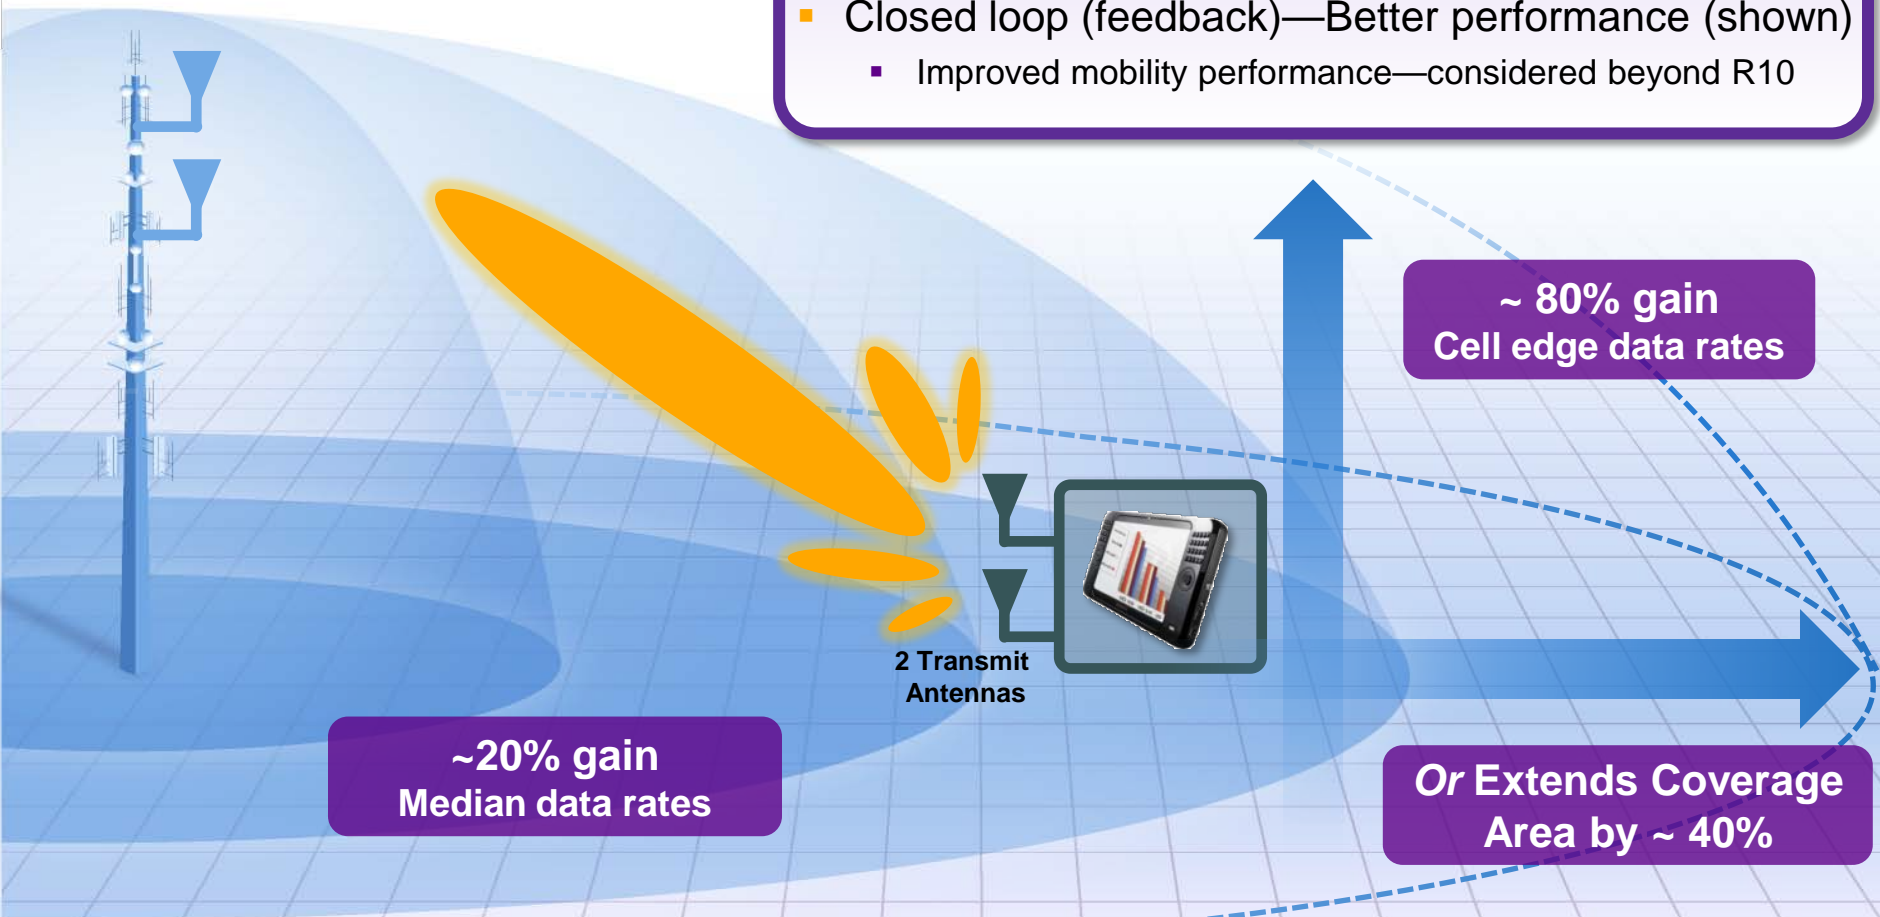 ▪ Closed loop (feedback)—Better performance (shown)
▪ Improved mobility performance—considered beyond R10
~ 80% gain
Cell edge data rates
2 Transmit
Antennas
~20% gain
Median data rates
Or Extends Coverage
Area by ~ 40%